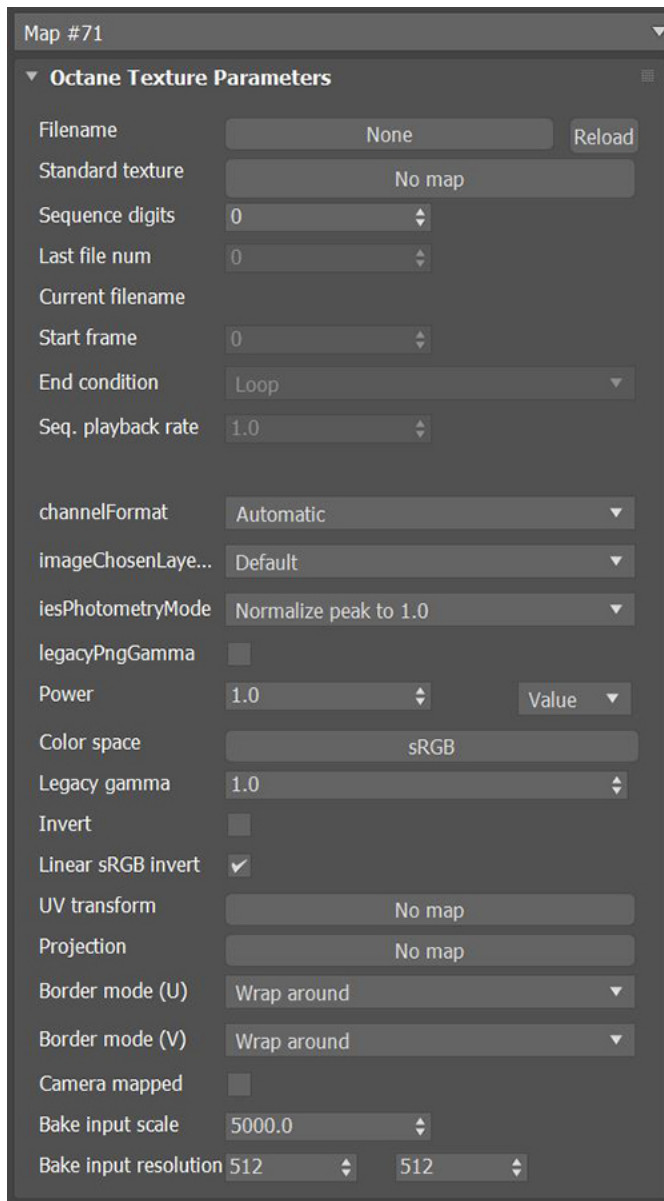 Map #71
Octane Texture Parameters
Filename None Reload
Standard texture No map
Sequence digits 0
Last file num 0
Current filename
Start frame 0
End condition Loop
Seq. playback rate 1.0
channelFormat Automatic
imageChosenLaye... Default
iesPhotometryMode Normalize peak to 1.0
legacyPngGamma
Power 1.0 Value
Color space sRGB
Legacy gamma 1.0
Invert
Linear sRGB invert
UV transform No map
Projection No map
Border mode (U) Wrap around
Border mode (V) Wrap around
Camera mapped
Bake input scale 5000.0
Bake input resolution 512 512